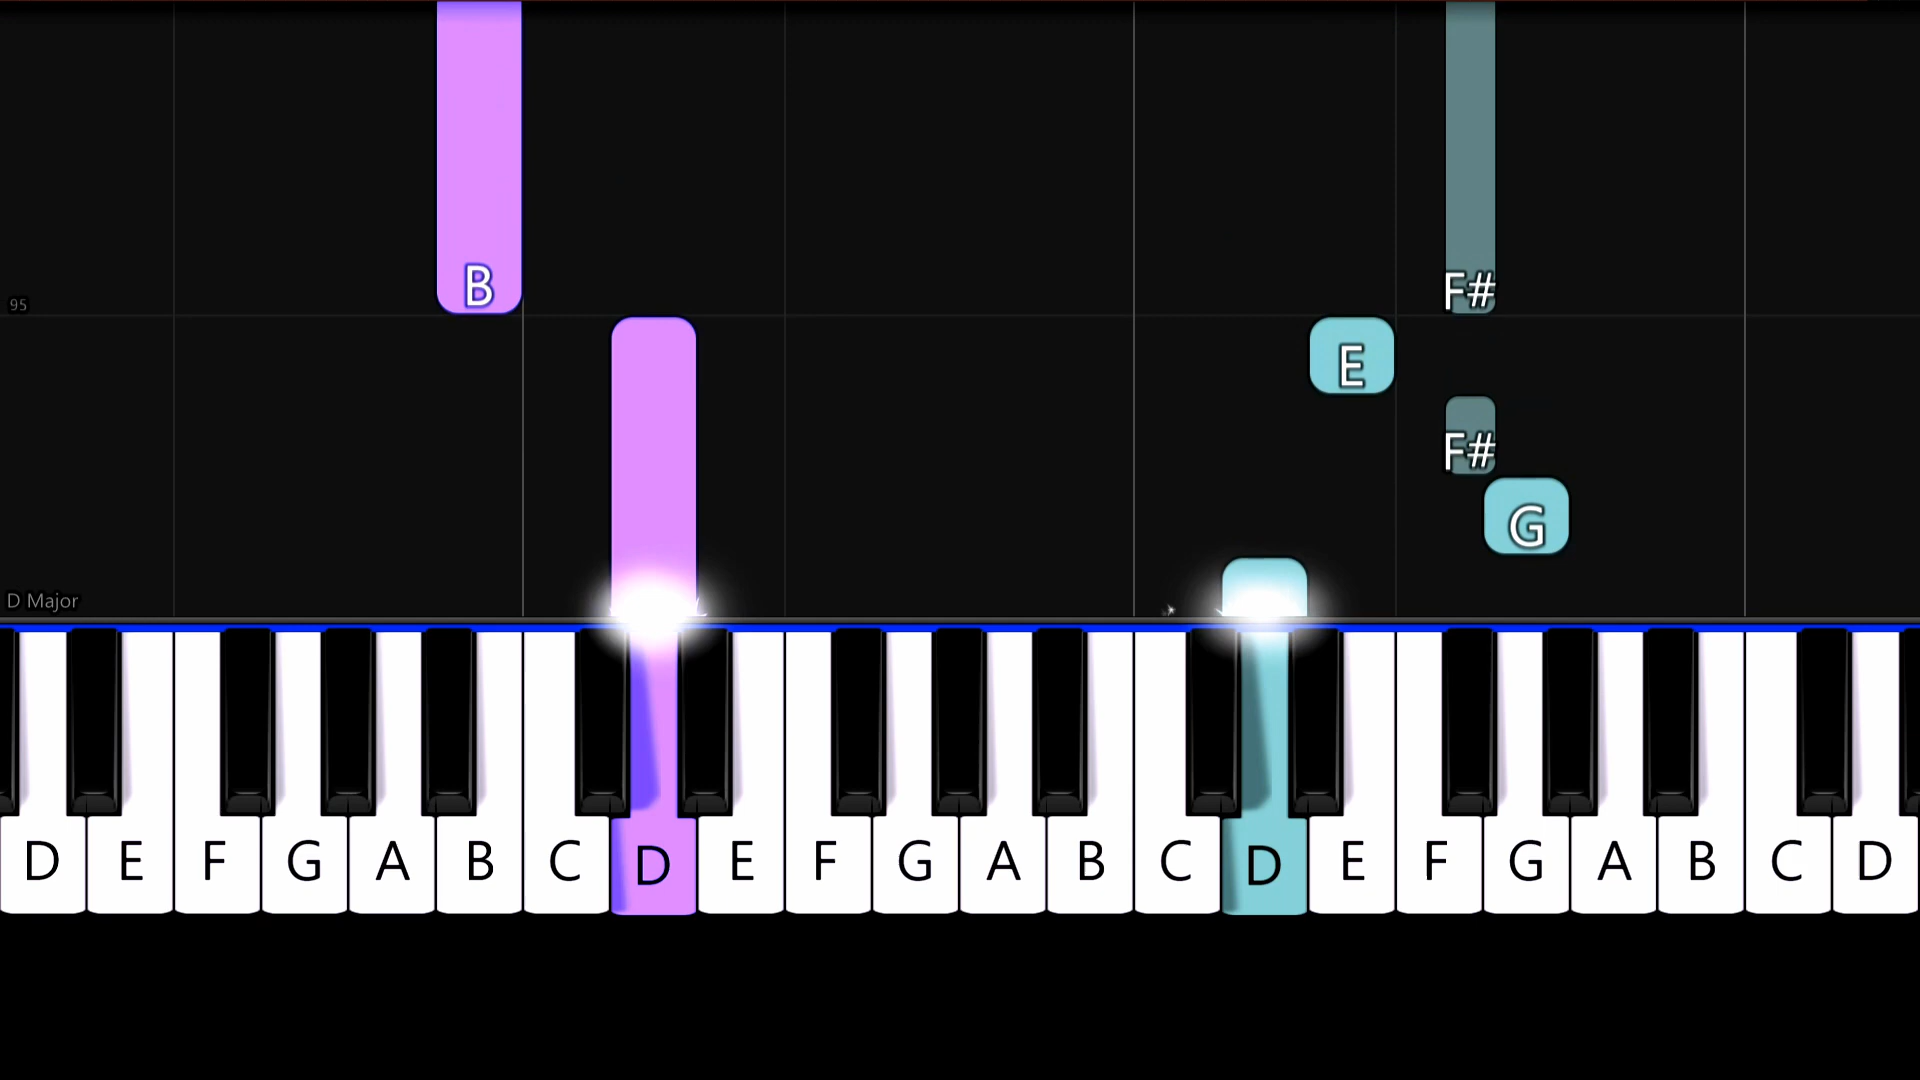 B
F#
95
E
F#
G
D Major
D E F G A B C D E F G A B C D E F G A B C D